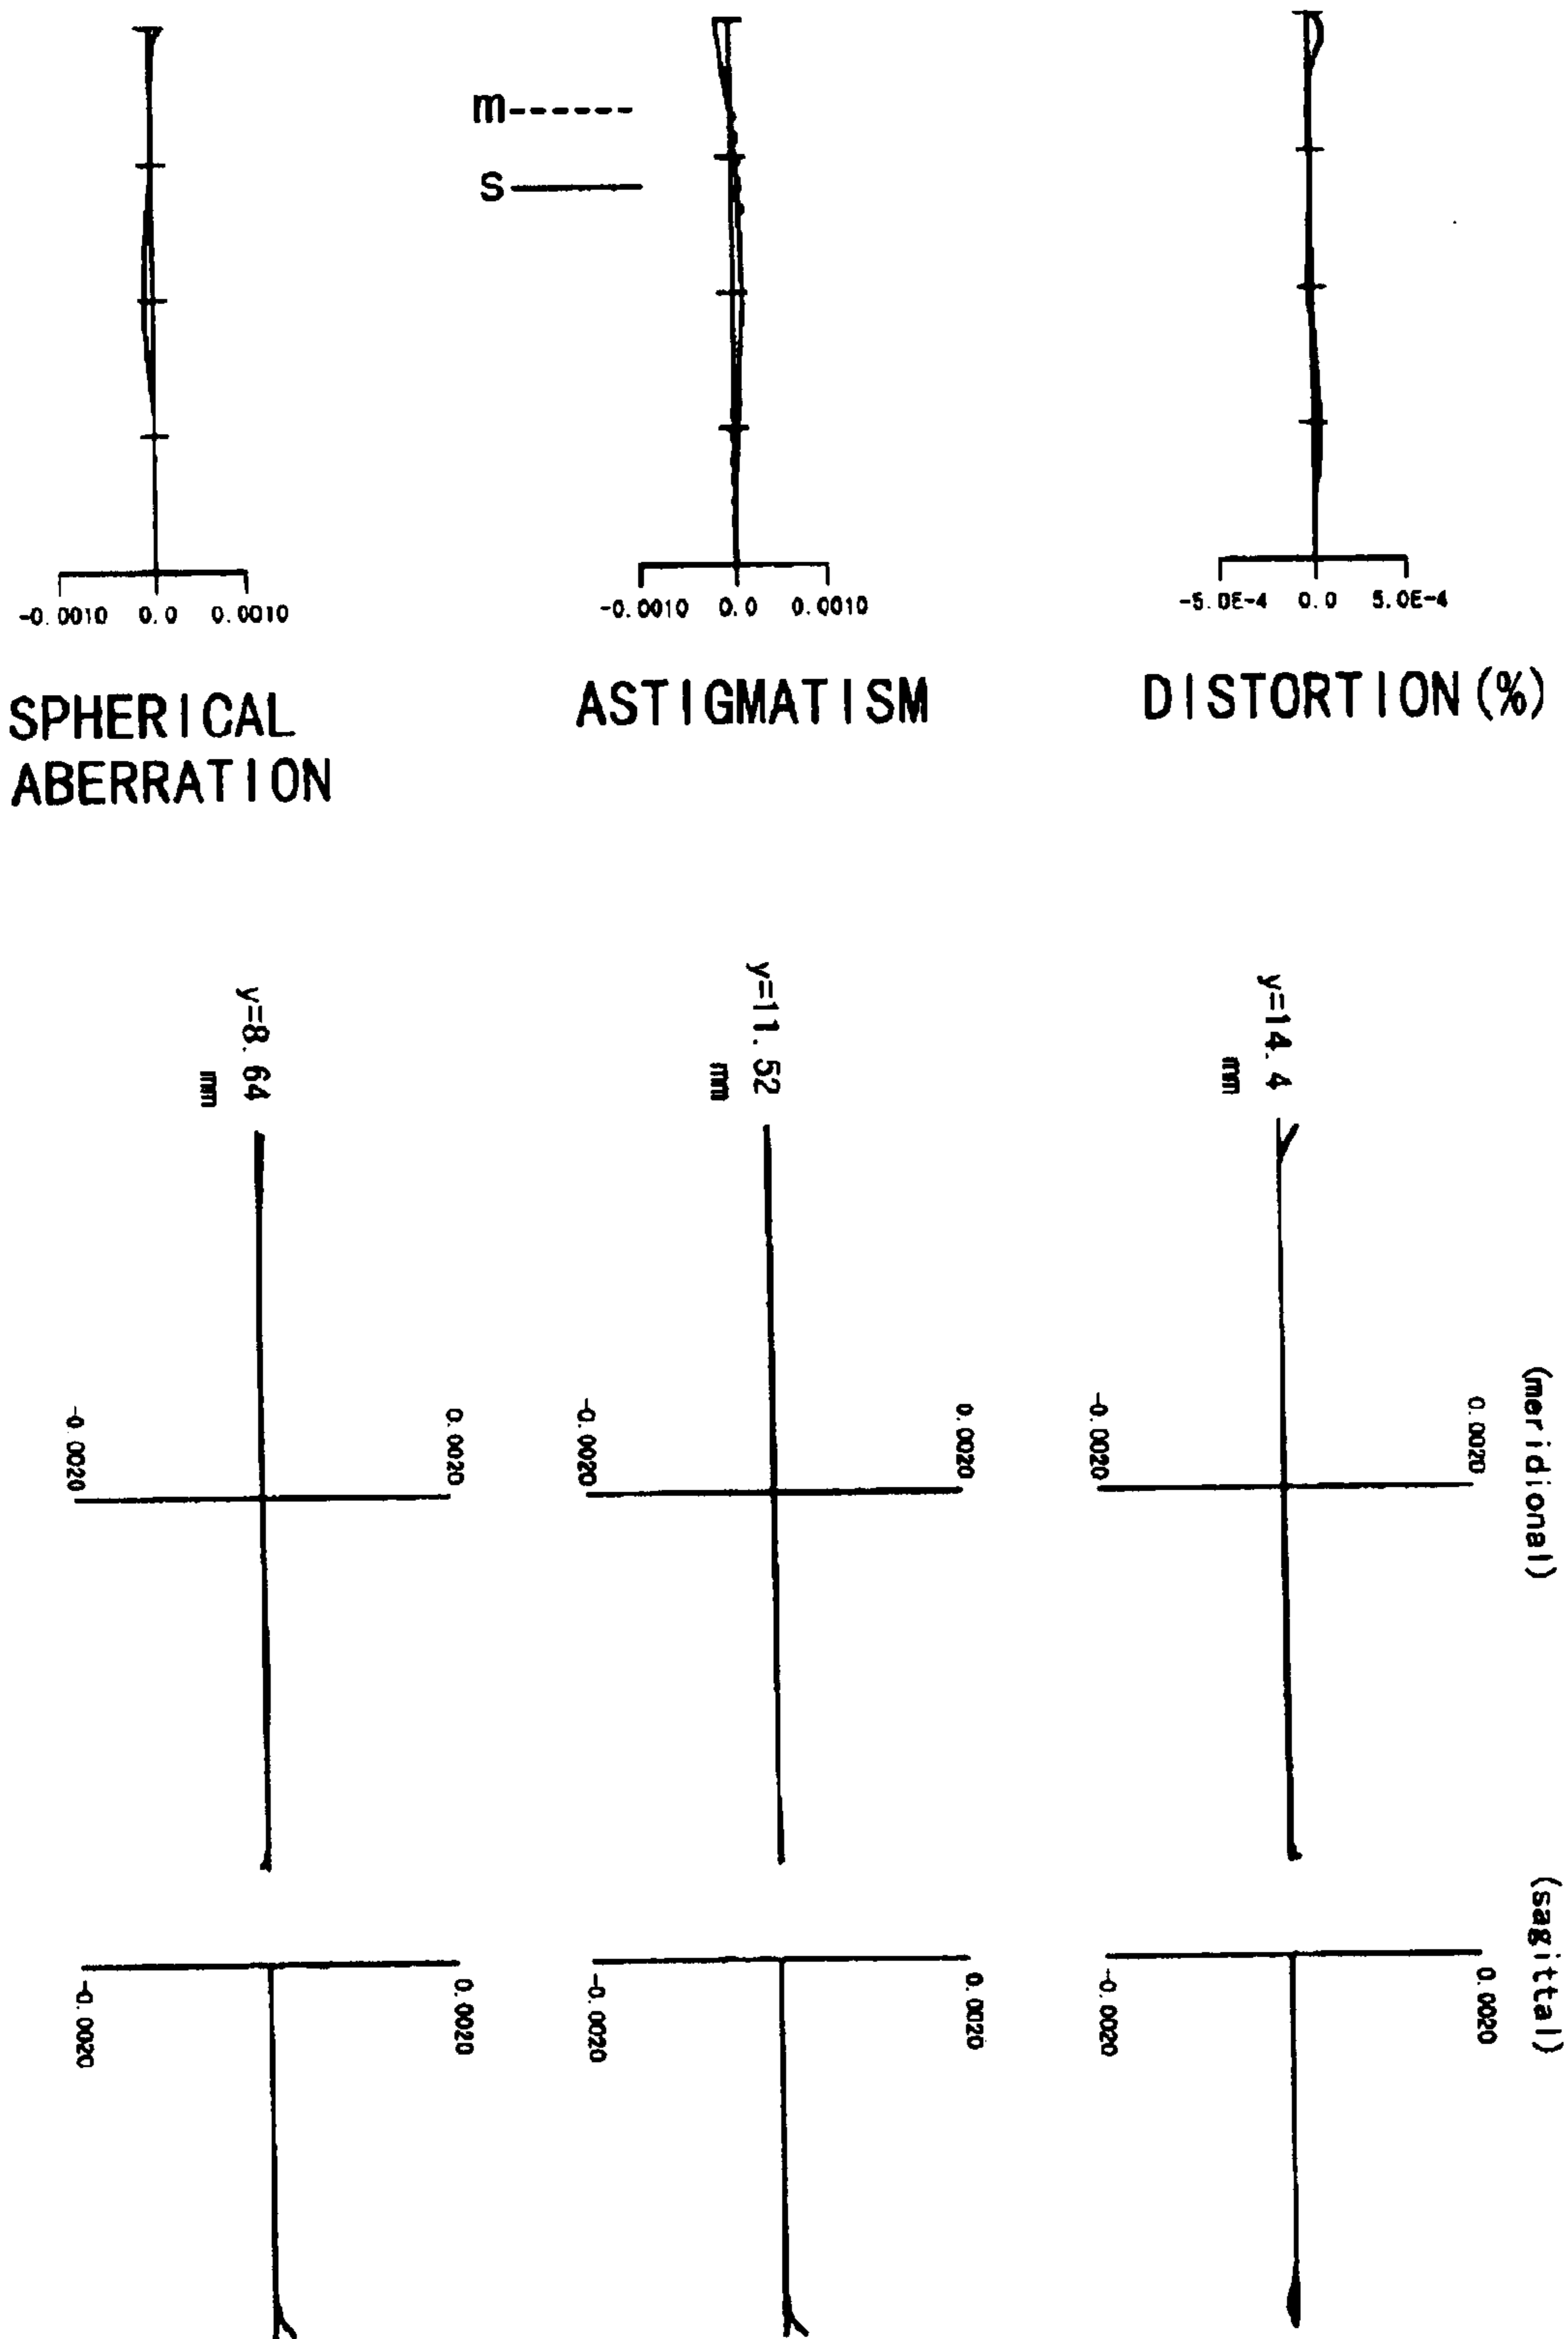 m
s
-0.0010 0.0 0.0010
-0.0010 0.0 0.0010
-5.0E-4 0.0 5.0E-4
SPHERICAL
ABERRATION
ASTIGMATISM
DISTORTION(%)
y=8.64
mm
y=11.52
mm
y=14.4
mm
-0.0020
0.0020
-0.0020
0.0020
-0.0020
0.0020
(meridional)
-0.0020
0.0020
-0.0020
0.0020
-0.0020
0.0020
(sagittal)